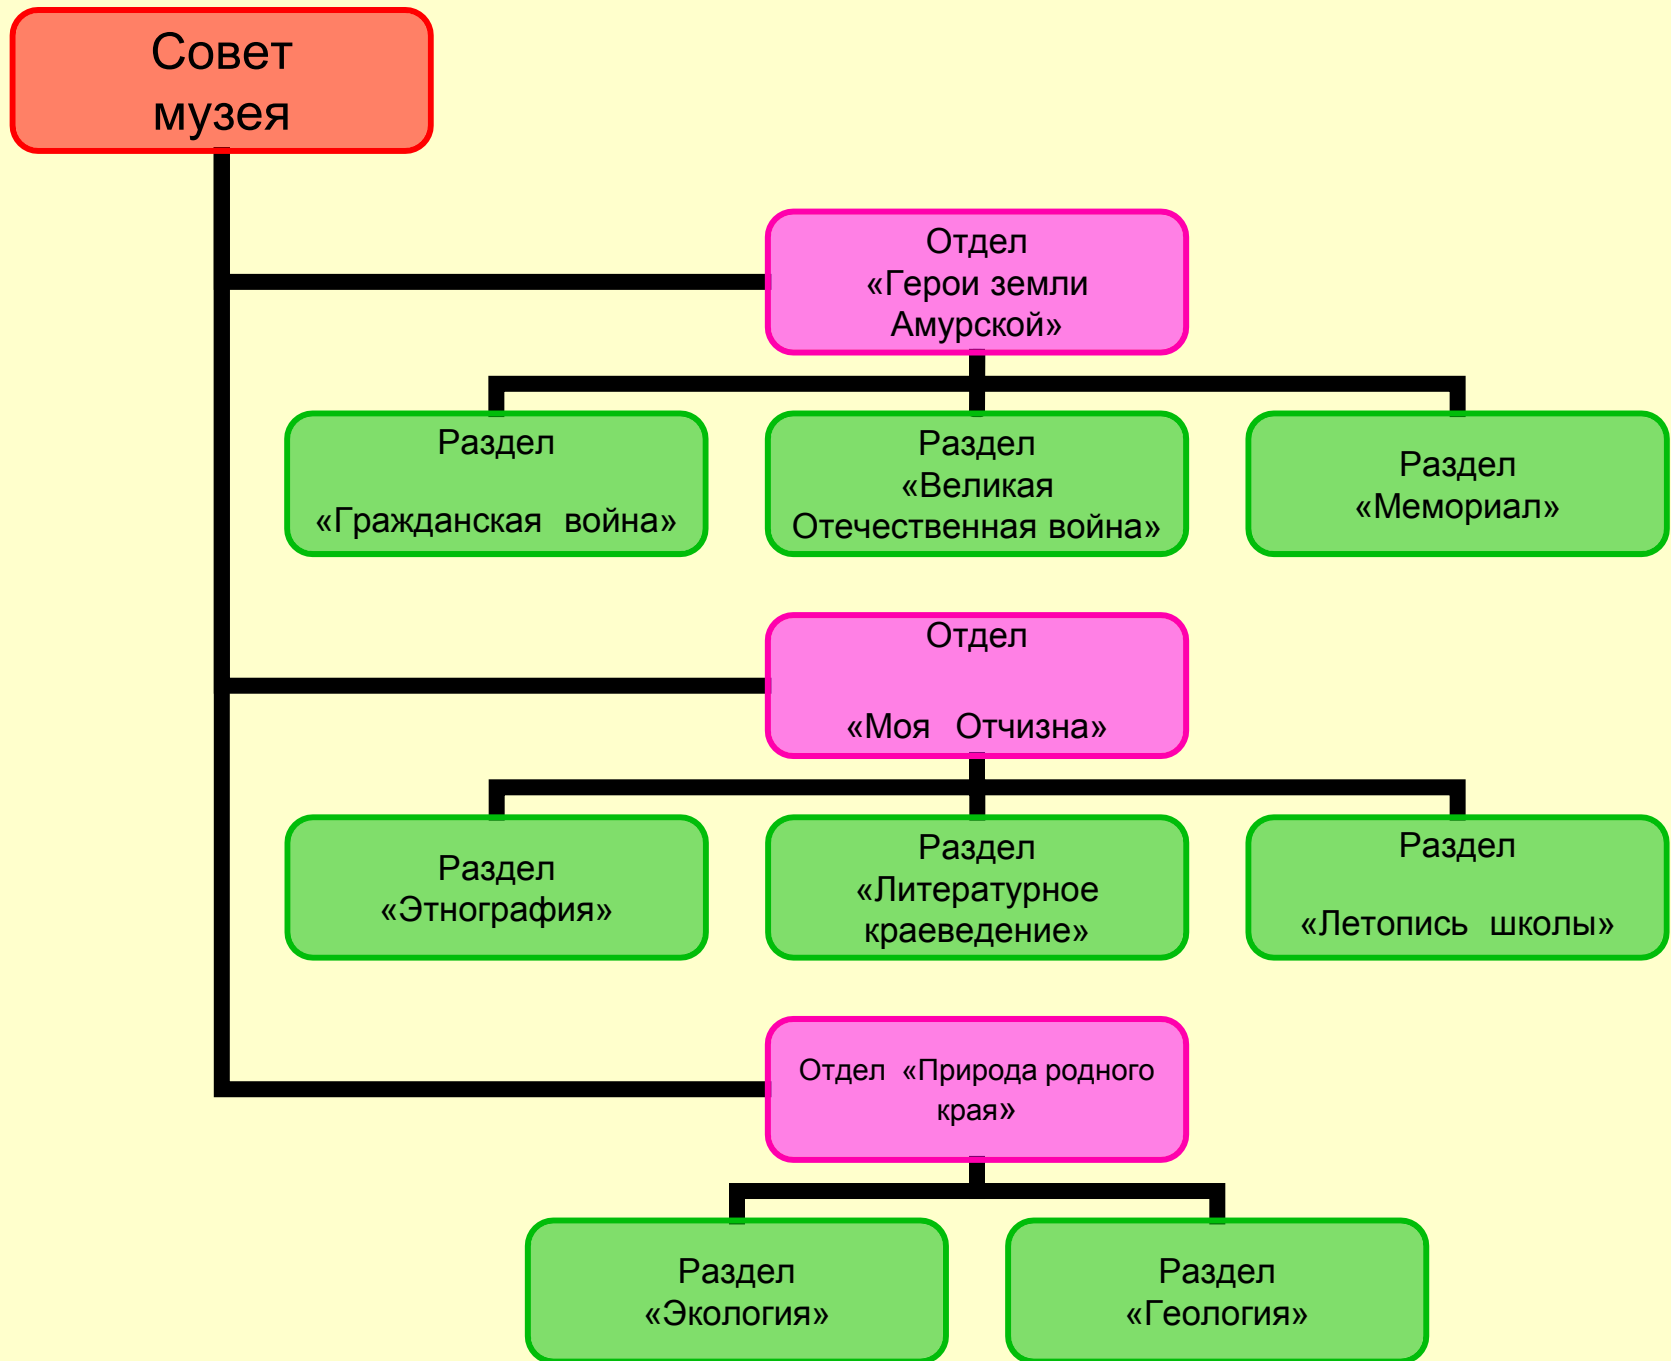 Совет
музея
Отдел
«Герои земли
Амурской»
Раздел
«Гражданская война»
Раздел
«Великая
Отечественная война»
Раздел
«Мемориал»
Отдел
«Моя Отчизна»
Раздел
«Этнография»
Раздел
«Литературное
краеведение»
Раздел
«Летопись школы»
Отдел «Природа родного
края»
Раздел
«Экология»
Раздел
«Геология»